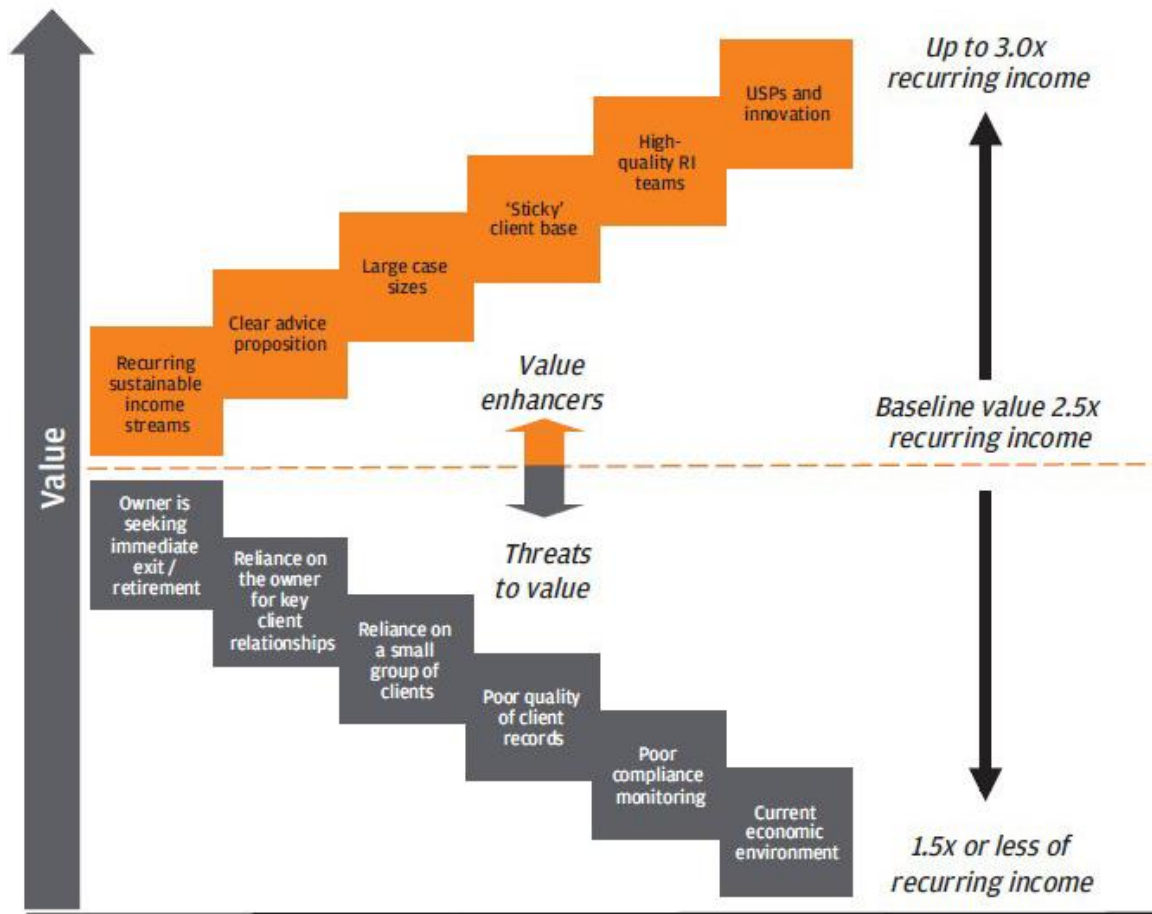 Value
USPs and
innovation
High-
quality RI
teams
'Sticky'
client base
Large case
sizes
Clear advice
proposition
Recurring
sustainable
income
streams
Value
enhancers
Threats
to value
Owner is
seeking
immediate
exit /
retirement
Reliance on
the owner
for key
client
relationships
Reliance on
a small
group of
clients
Poor quality
of client
records
Poor
compliance
monitoring
Current
economic
environment
Up to 3.0x
recurring income
Baseline value 2.5x
recurring income
1.5x or less of
recurring income